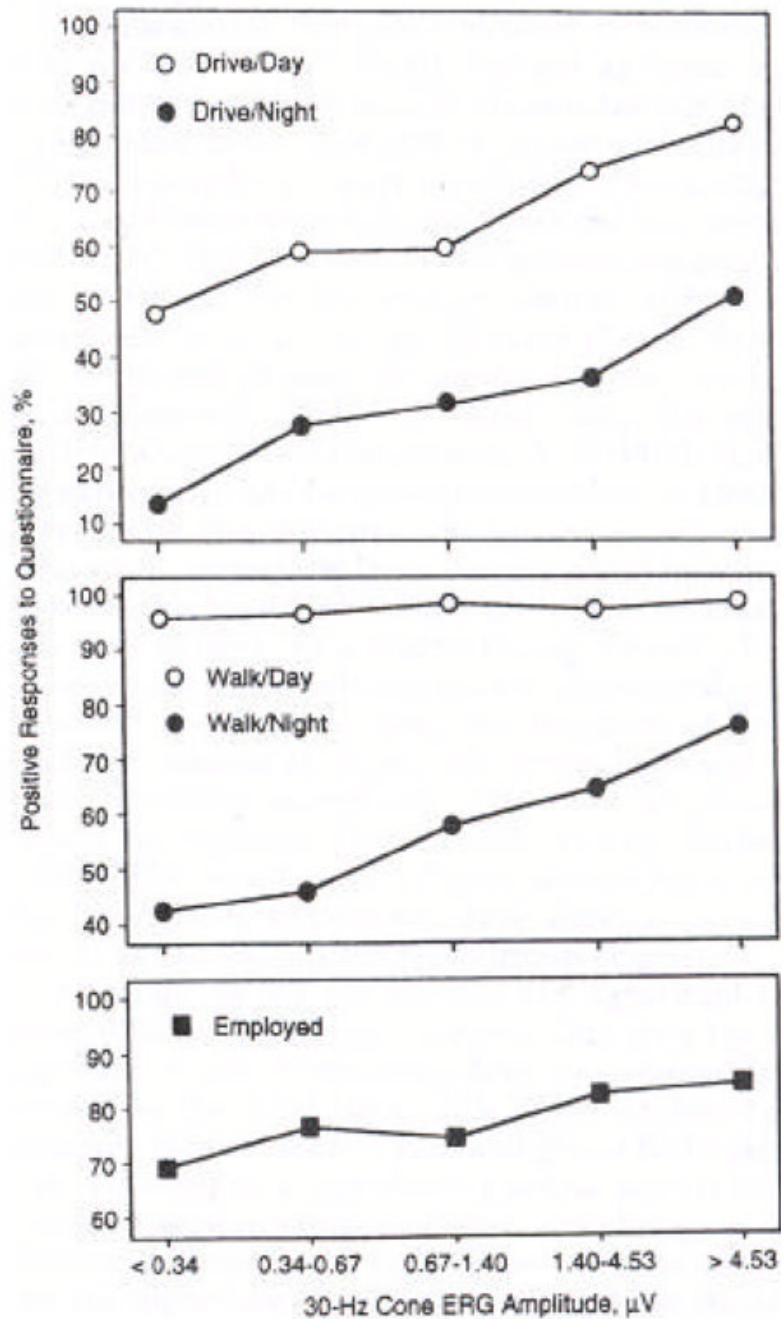 100
90
80
70
60
50
40
30
20
10
Drive/Day
Drive/Night
100
90
80
70
60
50
40
Walk/Day
Walk/Night
100
90
80
70
60
Employed
Positive Responses to Questionnaire, %
< 0.34 0.34-0.67 0.67-1.40 1.40-4.53 > 4.53
30-Hz Cone ERG Amplitude, µV